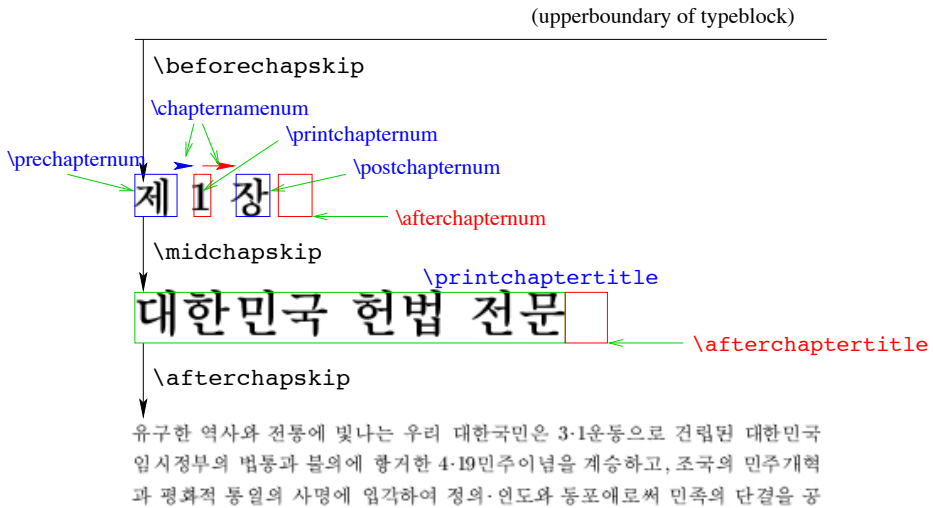 (upperboundary of typeblock)
\beforechapskip
\chapternamenum
\printchapternum
\prechapternum
\postchapternum
제 1 장
\afterchapternum
\midchapskip
\printchaptertitle
대한민국 헌법 전문
\afterchaptertitle
\afterchapskip
유구한 역사와 전통에 빛나는 우리 대한국민은 3·1운동으로 건립된 대한민국
임시정부의 법통과 불의에 항거한 4·19민주이념을 계승하고, 조국의 민주개혁
과 평화적 통일의 사명에 입각하여 정의·인도와 동포애로써 민족의 단결을 공